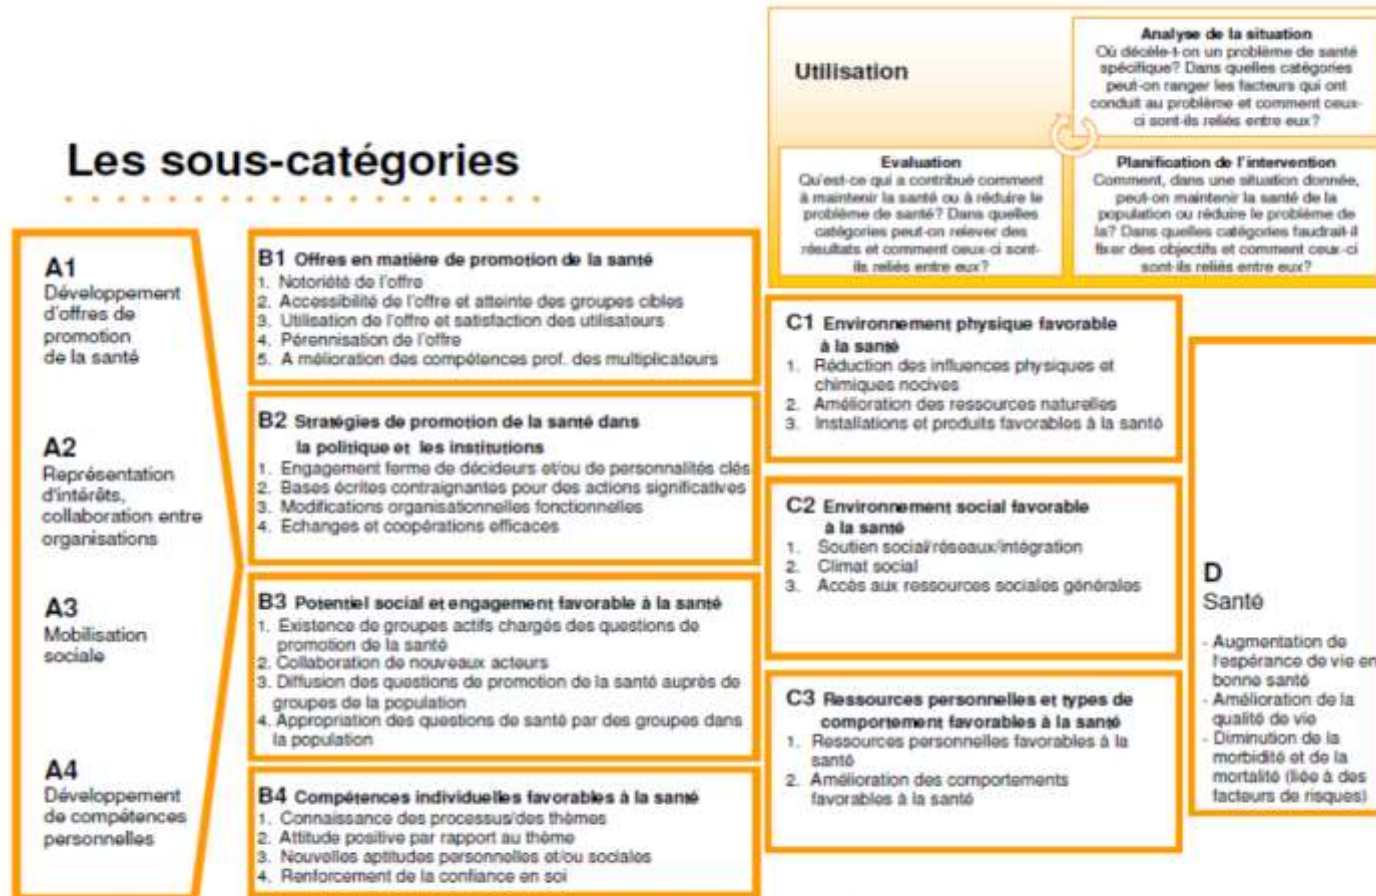 Les sous-catégories
A1
Développement
d'offres de
promotion
de la santé
A2
Représentation
d'intérêts,
collaboration entre
organisations
A3
Mobilisation
sociale
A4
Développement
de compétences
personnelles
B1 Offres en matière de promotion de la santé
1. Notoriété de l'offre
2. Accessibilité de l'offre et atteinte des groupes cibles
3. Utilisation de l'offre et satisfaction des utilisateurs
4. Pérennisation de l'offre
5. A mélioration des compétences prof. des multiplicateurs
B2 Stratégies de promotion de la santé dans
la politique et les institutions
1. Engagement ferme de décideurs et/ou de personnalités clés
2. Bases écrites contraignantes pour des actions significatives
3. Modifications organisationnelles fonctionnelles
4. Echanges et coopérations efficaces
B3 Potentiel social et engagement favorable à la santé
1. Existence de groupes actifs chargés des questions de
promotion de la santé
2. Collaboration de nouveaux acteurs
3. Diffusion des questions de promotion de la santé auprès de
groupes de la population
4. Appropriation des questions de santé par des groupes dans
la population
B4 Compétences individuelles favorables à la santé
1. Connaissance des processus/des thèmes
2. Attitude positive par rapport au thème
3. Nouvelles aptitudes personnelles et/ou sociales
4. Renforcement de la confiance en soi
Utilisation
Analyse de la situation
Où décèle-t-on un problème de santé
spécifique? Dans quelles catégories
peut-on ranger les facteurs qui ont
conduit au problème et comment ceux-
ci sont-ils reliés entre eux?
Evaluation
Qu'est-ce qui a contribué comment
à maintenir la santé ou à réduire le
problème de santé? Dans quelles
catégories peut-on relever des
résultats et comment ceux-ci sont-
ils reliés entre eux?
Planification de l'intervention
Comment, dans une situation donnée,
peut-on maintenir la santé de la
population ou réduire le problème de
la? Dans quelles catégories faudrait-il
fixer des objectifs et comment ceux-ci
sont-ils reliés entre eux?
C1 Environnement physique favorable
à la santé
1. Réduction des influences physiques et
chimiques nocives
2. Amélioration des ressources naturelles
3. Installations et produits favorables à la santé
C2 Environnement social favorable
à la santé
1. Soutien social/réseaux/intégration
2. Climat social
3. Accès aux ressources sociales générales
C3 Ressources personnelles et types de
comportement favorables à la santé
1. Ressources personnelles favorables à la
santé
2. Amélioration des comportements
favorables à la santé
D
Santé
- Augmentation de
l'espérance de vie en
bonne santé
- Amélioration de la
qualité de vie
- Diminution de la
morbidité et de la
mortalité (liée à des
facteurs de risques)